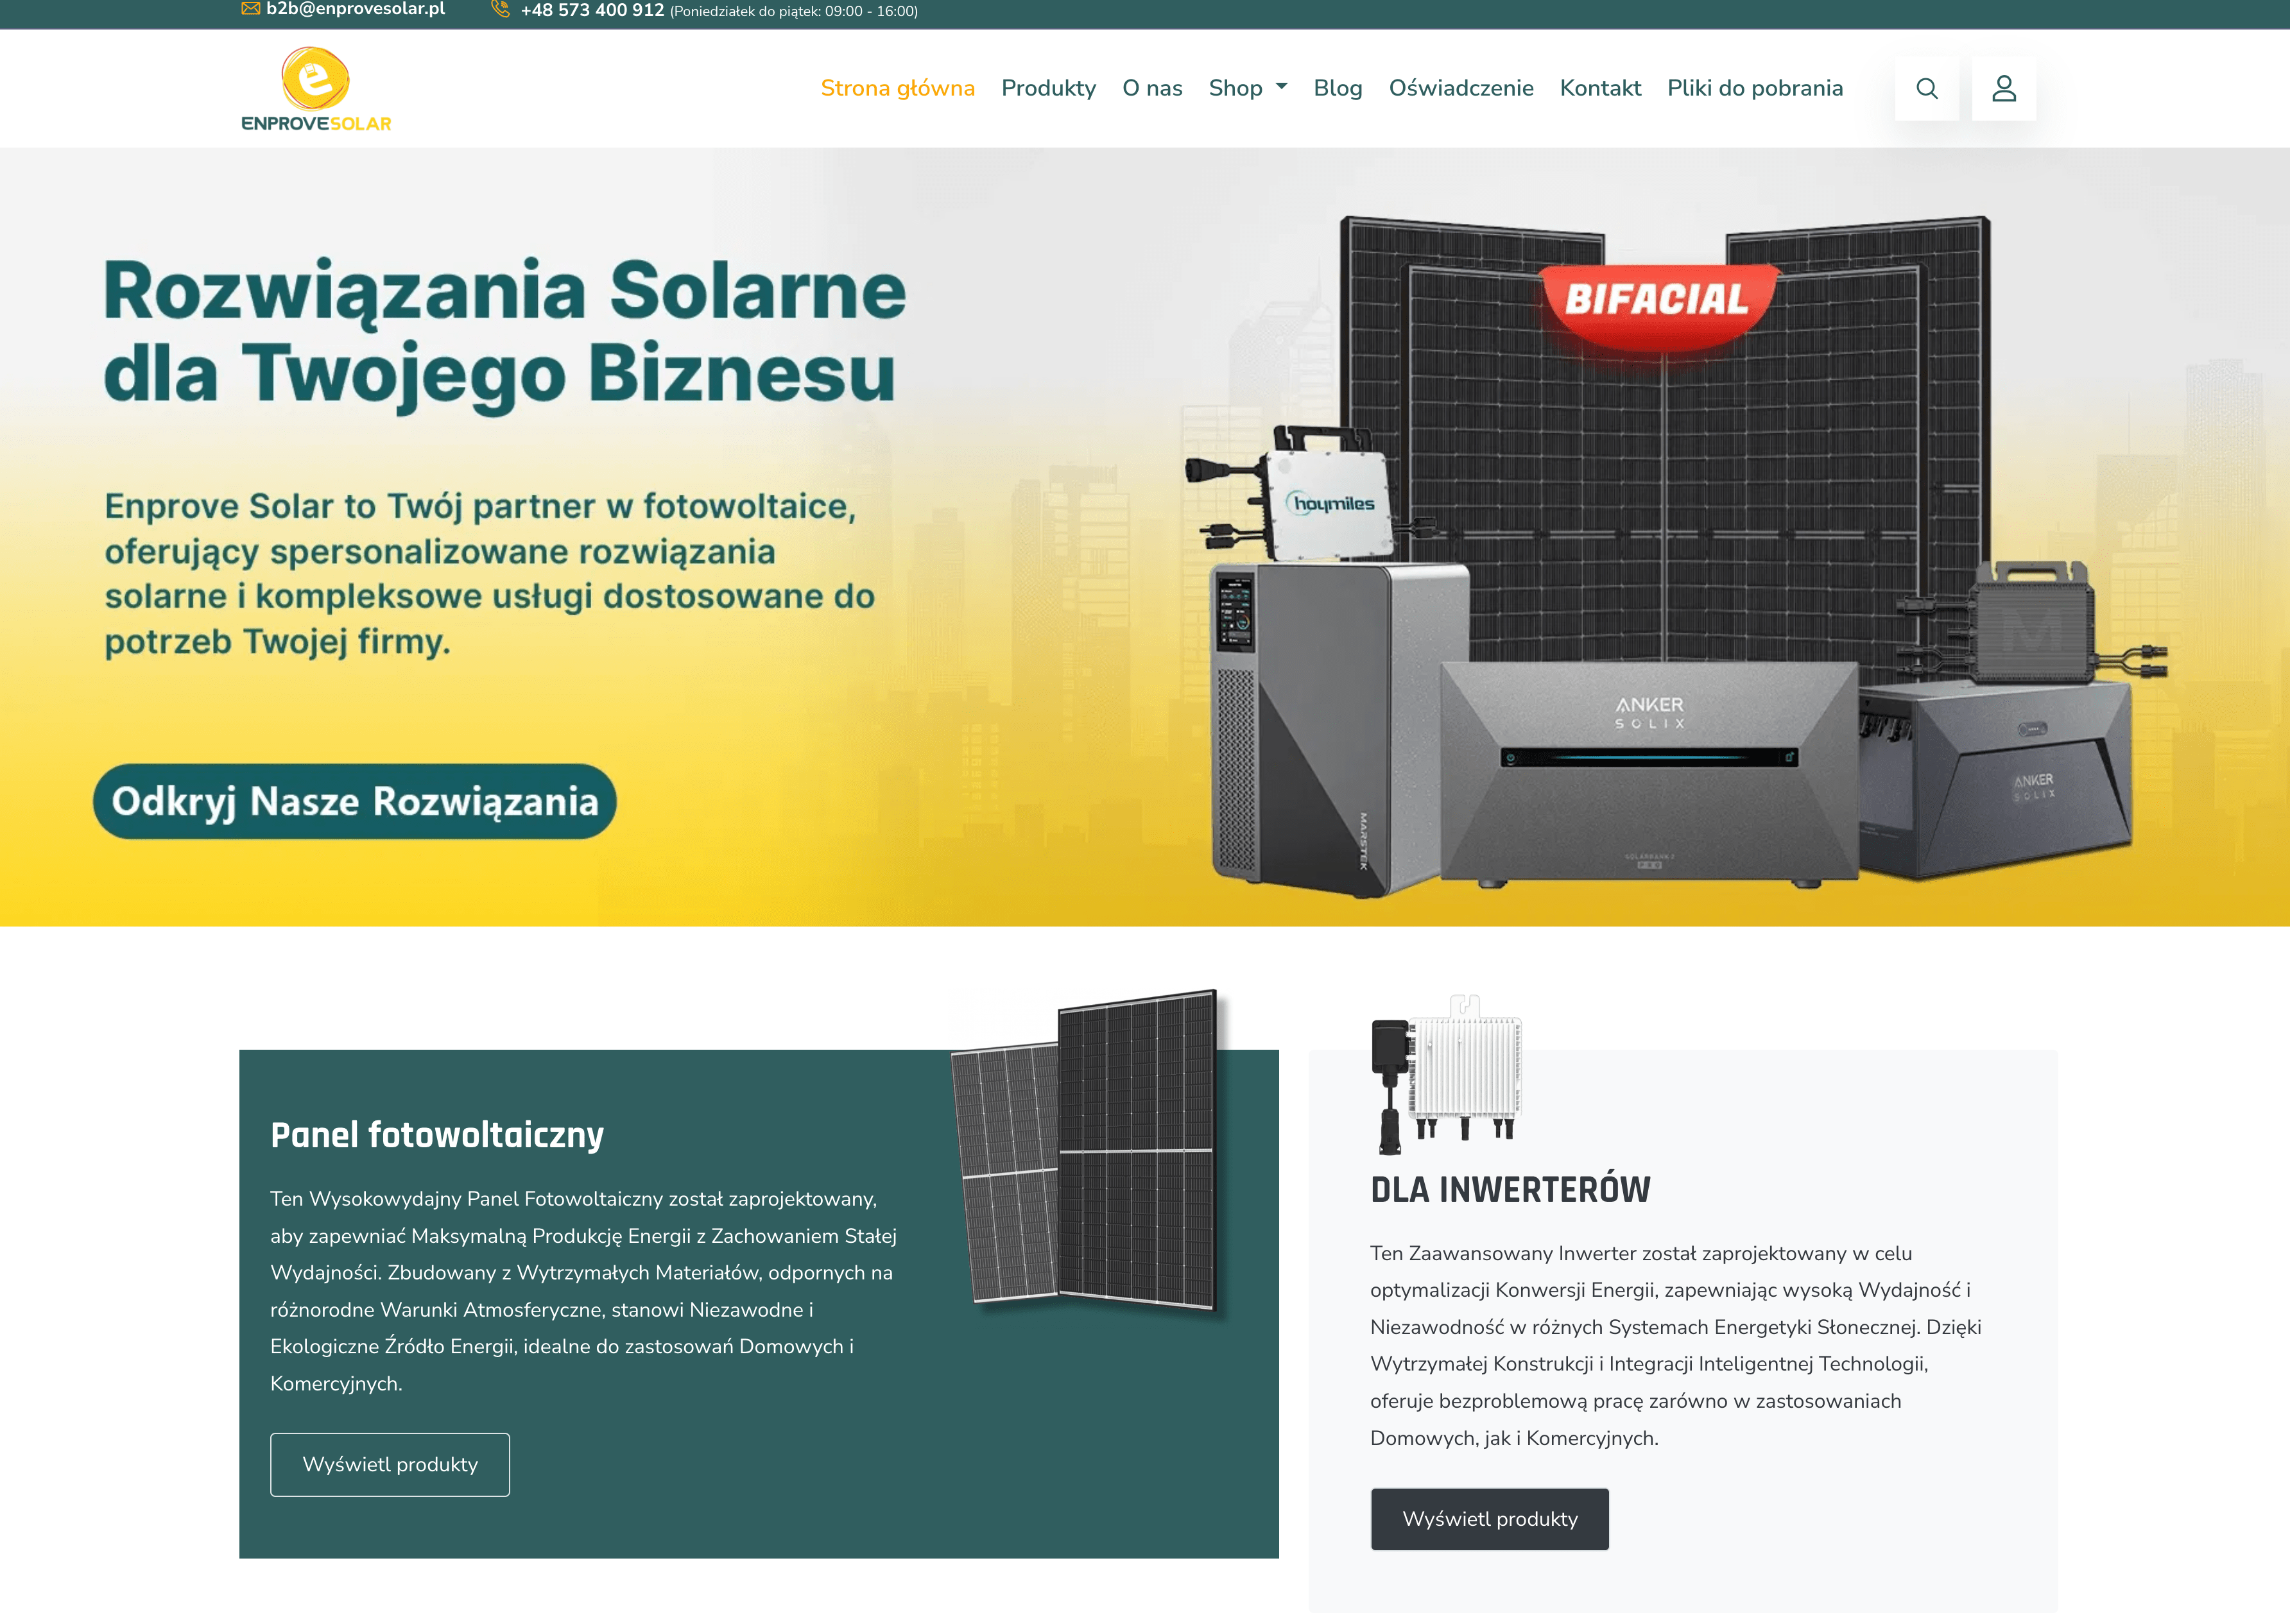 b2b@enprovesolar.pl
+48 573 400 912 (Poniedziałek do piątek: 09:00 - 16:00)
e
ENPROVESOLAR
Strona główna Produkty O nas Shop Blog Oświadczenie Kontakt Pliki do pobrania
Rozwiązania Solarne
dla Twojego Biznesu
Enprove Solar to Twój partner w fotowoltaice,
oferujący spersonalizowane rozwiązania
solarne i kompleksowe usługi dostosowane do
potrzeb Twojej firmy.
Odkryj Nasze Rozwiązania
BIFACIAL
hoymiles
M
ANKER
SOLIX
ANKER
SOLIX
MARSTEK
SOLARBANK 2
PRO
Panel fotowoltaiczny
Ten Wysokowydajny Panel Fotowoltaiczny został zaprojektowany,
aby zapewniać Maksymalną Produkcję Energii z Zachowaniem Stałej
Wydajności. Zbudowany z Wytrzymałych Materiałów, odpornych na
różnorodne Warunki Atmosferyczne, stanowi Niezawodne i
Ekologiczne Źródło Energii, idealne do zastosowań Domowych i
Komercyjnych.
Wyświetl produkty
DLA INWERTERÓW
Ten Zaawansowany Inwerter został zaprojektowany w celu
optymalizacji Konwersji Energii, zapewniając wysoką Wydajność i
Niezawodność w różnych Systemach Energetyki Słonecznej. Dzięki
Wytrzymałej Konstrukcji i Integracji Inteligentnej Technologii,
oferuje bezproblemową pracę zarówno w zastosowaniach
Domowych, jak i Komercyjnych.
Wyświetl produkty